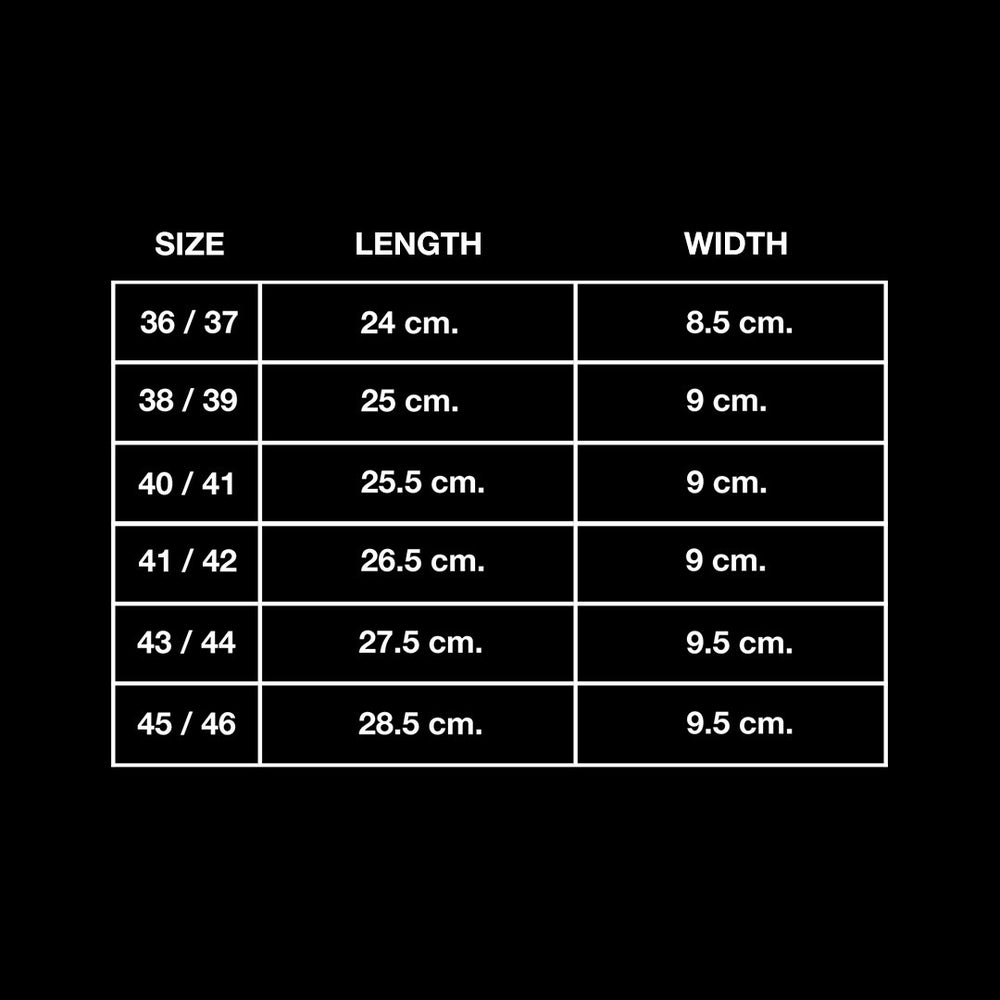 SIZE LENGTH WIDTH
36 / 37 24 cm. 8.5 cm.
38 / 39 25 cm. 9 cm.
40 / 41 25.5 cm. 9 cm.
41 / 42 26.5 cm. 9 cm.
43 / 44 27.5 cm. 9.5 cm.
45 / 46 28.5 cm. 9.5 cm.